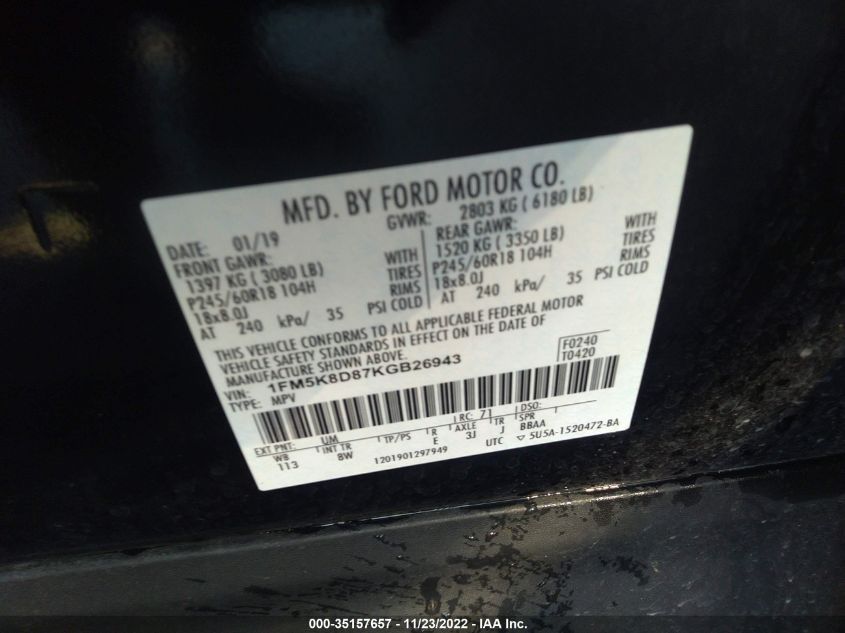 MFD. BY FORD MOTOR CO.
DATE: 01/19 GVWR: 2803 KG ( 6180 LB)
FRONT GAWR: REAR GAWR:
1397 KG ( 3080 LB) WITH 1520 KG ( 3350 LB) WITH
P245/60R18 104H TIRES P245/60R18 104H TIRES
18x8.0J RIMS 18x8.0J RIMS
AT 240 kPa/ 35 PSI COLD AT 240 kPa/ 35 PSI COLD
THIS VEHICLE CONFORMS TO ALL APPLICABLE FEDERAL MOTOR
VEHICLE SAFETY STANDARDS IN EFFECT ON THE DATE OF
MANUFACTURE SHOWN ABOVE.
F0240
T0420
VIN: 1FM5K8D87KGB26943
TYPE: MPV
EXT PNT: UM RC: 71 DSO:
WB INT TR TP/PS R AXLE TR SPR
113 8W E 3J J BBAA
1201901297949 UTC 5U5A-1520472-BA
000-35157657 - 11/23/2022 - IAA Inc.